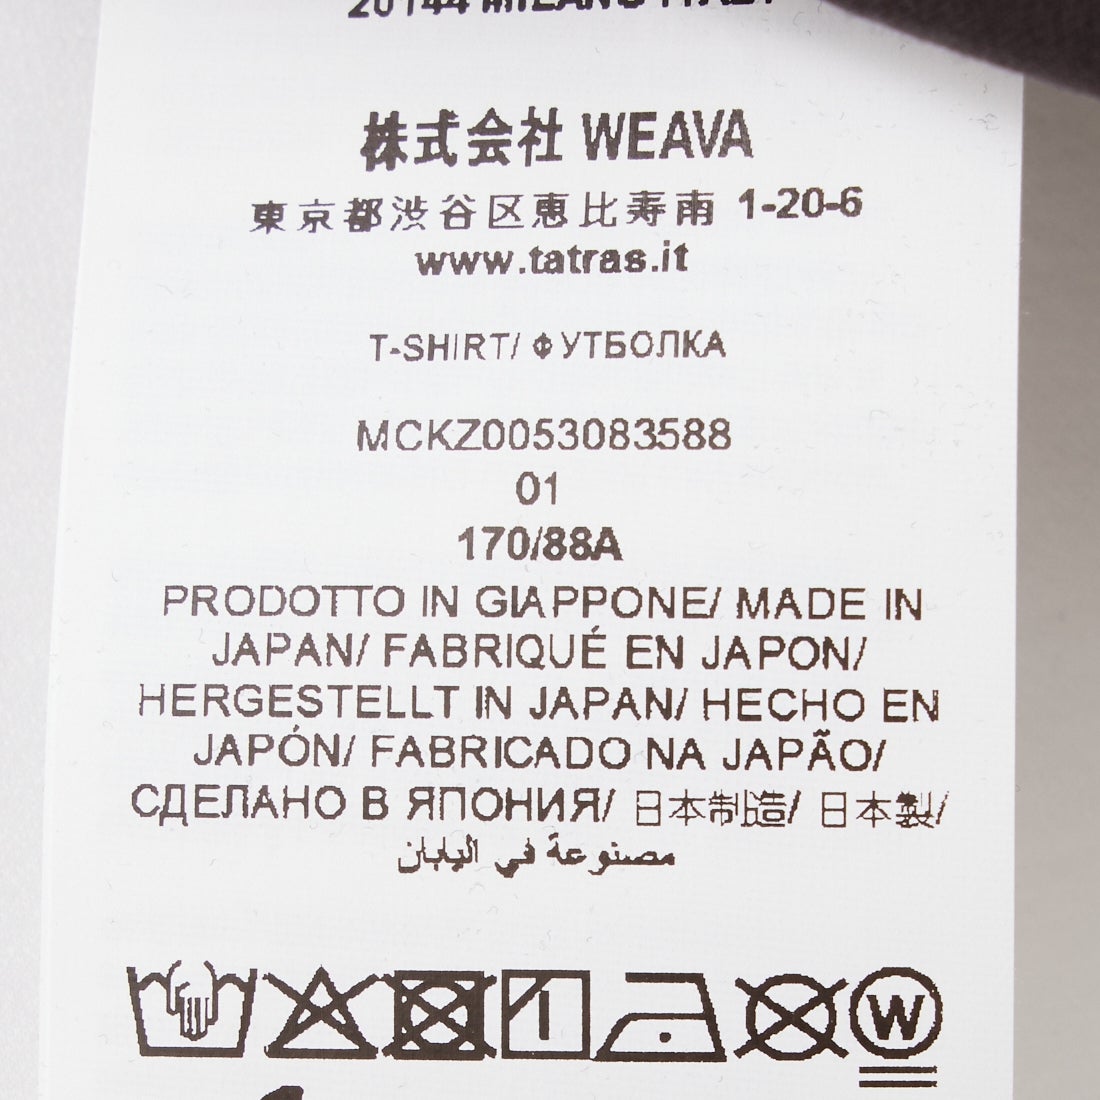 20144 MILANO ITALY
株式会社 WEAVA
東京都渋谷区恵比寿南 1-20-6
www.tatras.it
T-SHIRT/ ФУТБОЛКА
MCKZ0053083588
01
170/88A
PRODOTTO IN GIAPPONE/ MADE IN
JAPAN/ FABRIQUÉ EN JAPON/
HERGESTELLT IN JAPAN/ HECHO EN
JAPÓN/ FABRICADO NA JAPÃO/
СДЕЛАНО В ЯПОНИЯ/ 日本制造/ 日本製/
مصنوعة في اليابان
W